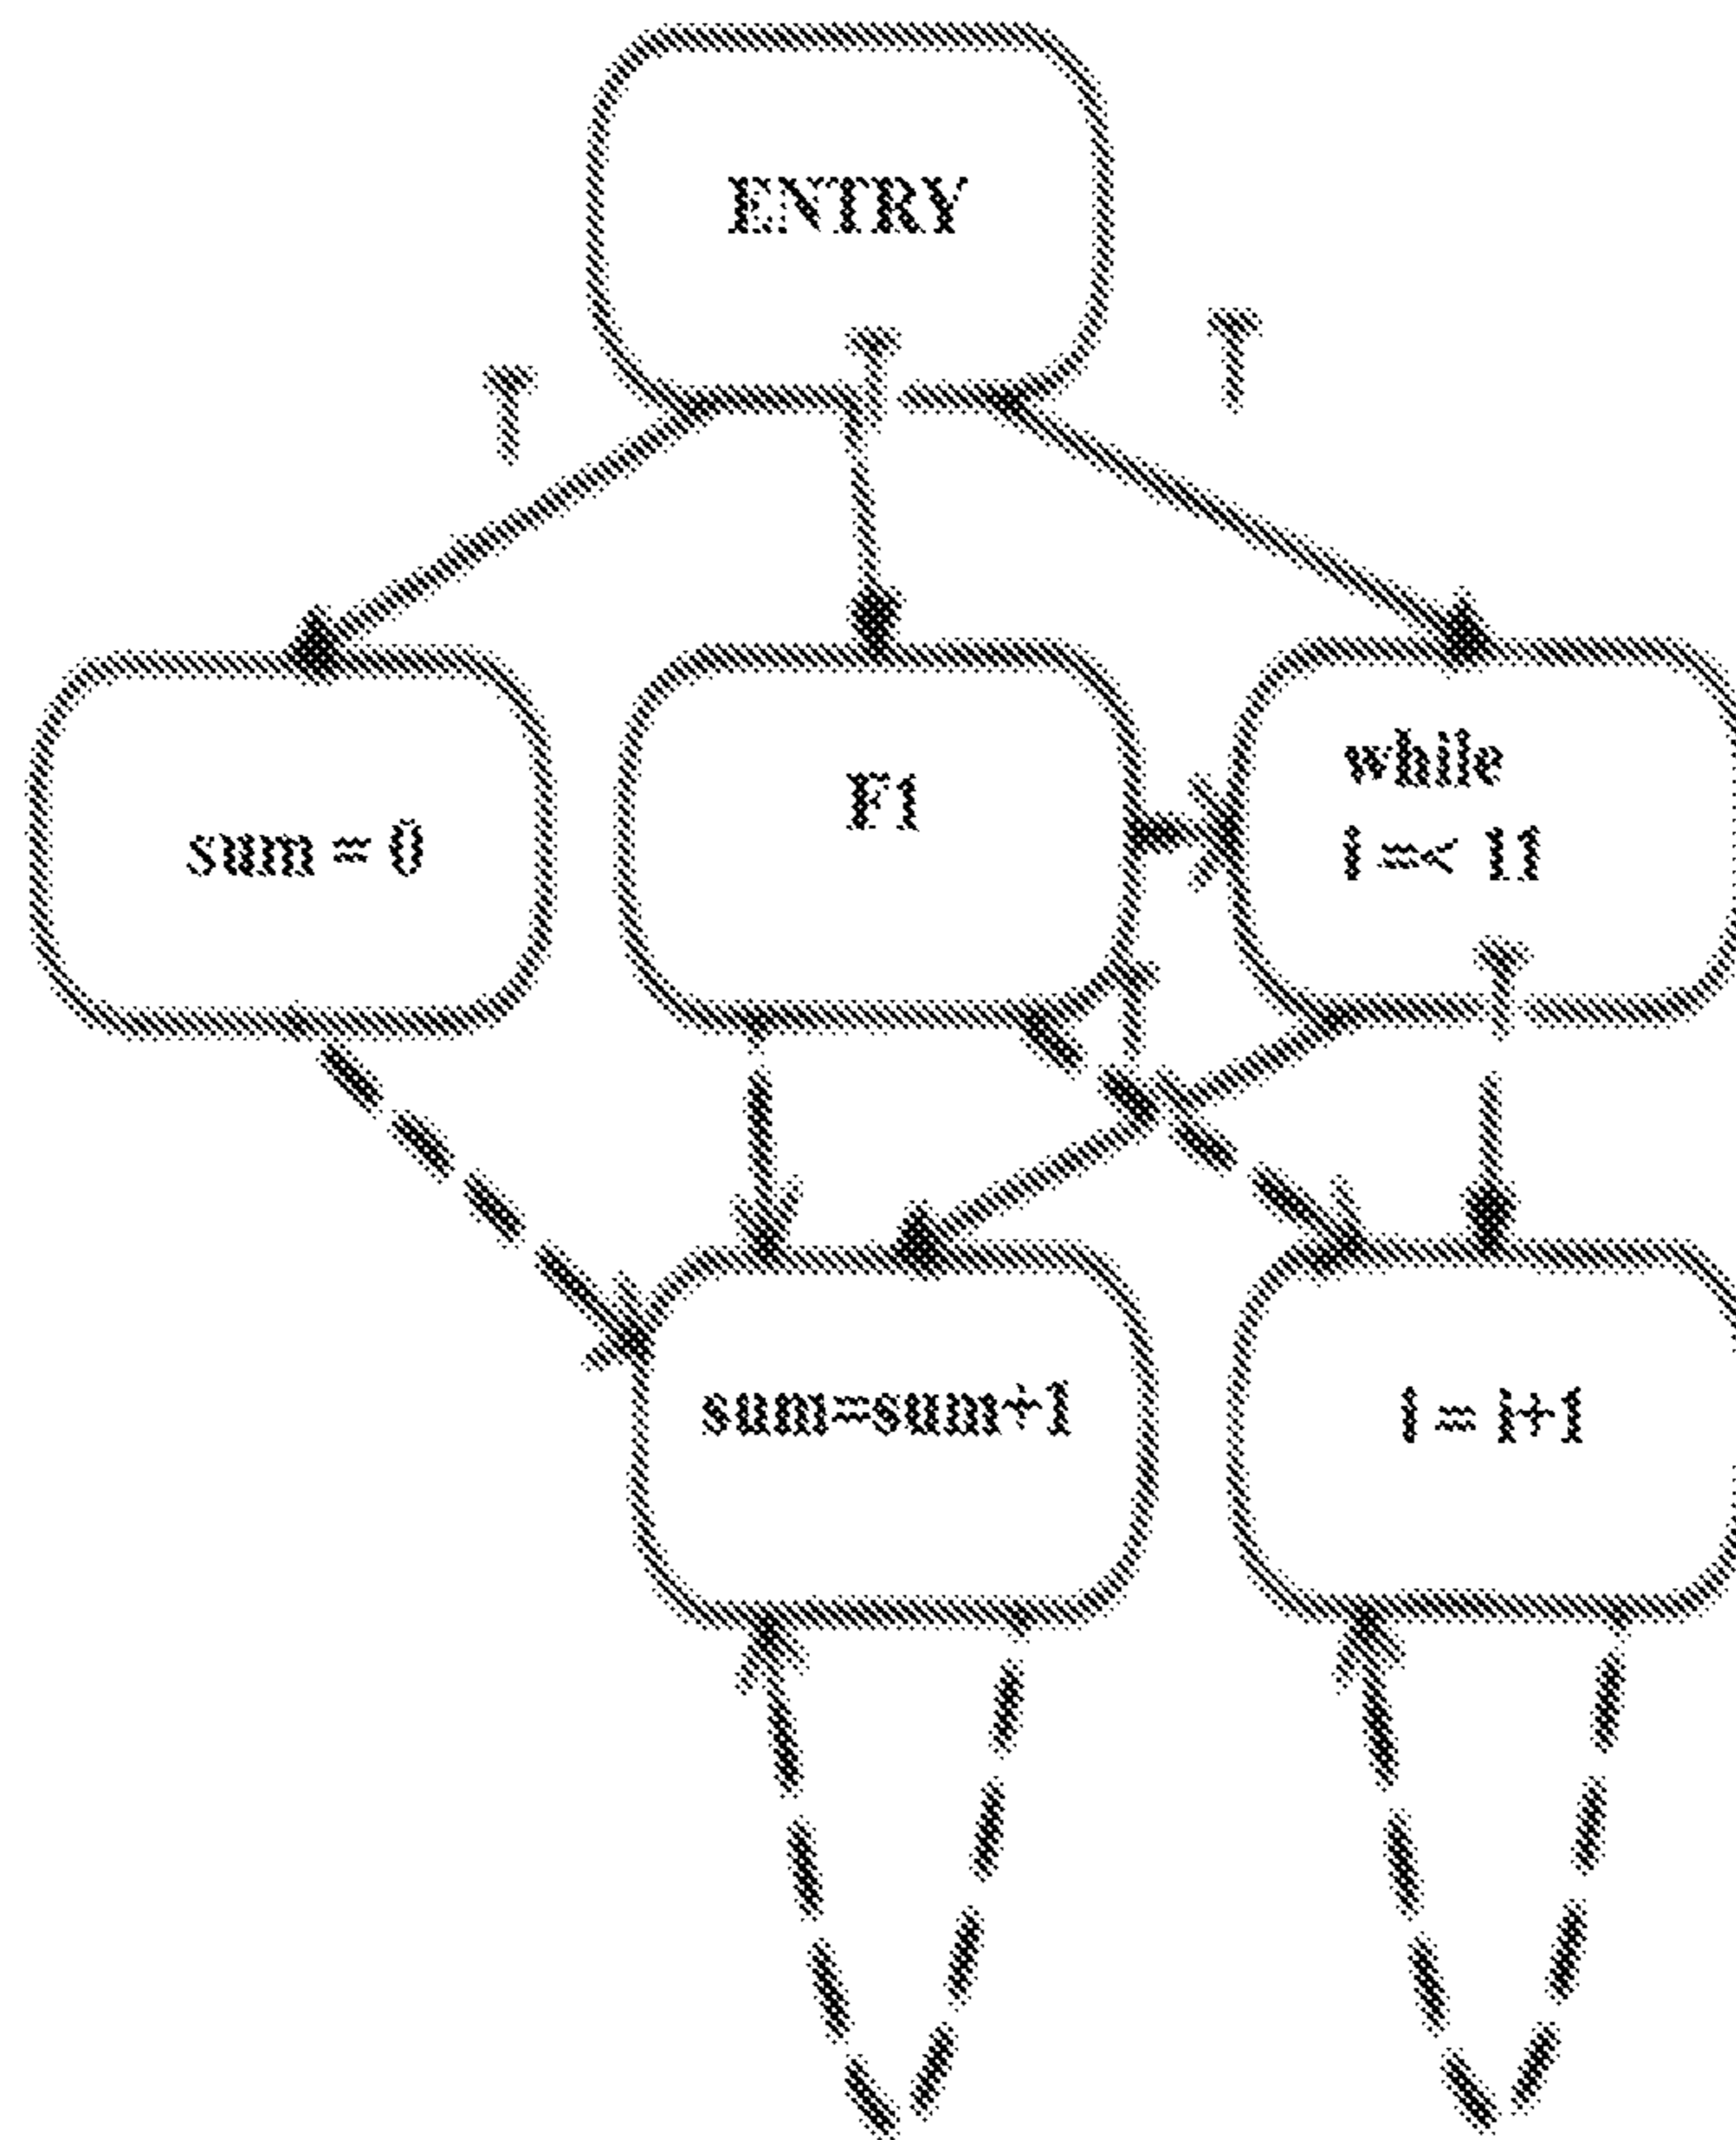 ENTRY
T
T
T
sum = 0
F1
while
i =< 11
T
T
sum=sum+1
i = i+1